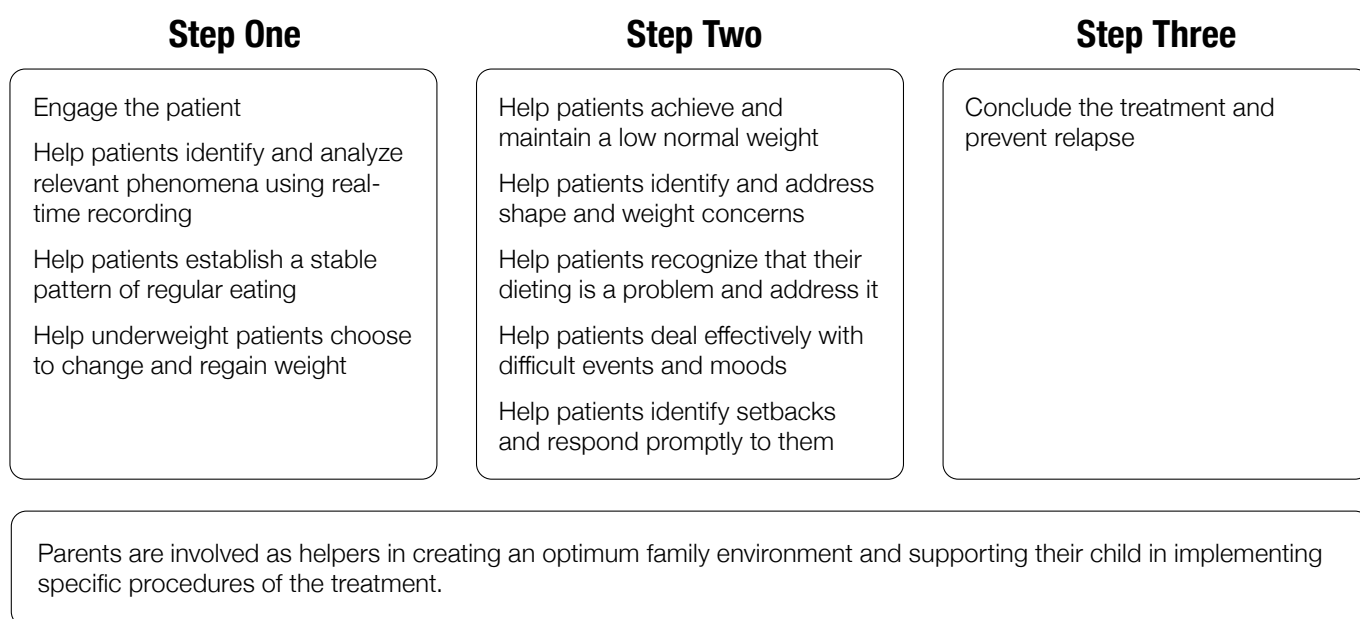 Step One
Engage the patient
Help patients identify and analyze
relevant phenomena using real-
time recording
Help patients establish a stable
pattern of regular eating
Help underweight patients choose
to change and regain weight
Step Two
Help patients achieve and
maintain a low normal weight
Help patients identify and address
shape and weight concerns
Help patients recognize that their
dieting is a problem and address it
Help patients deal effectively with
difficult events and moods
Help patients identify setbacks
and respond promptly to them
Step Three
Conclude the treatment and
prevent relapse
Parents are involved as helpers in creating an optimum family environment and supporting their child in implementing
specific procedures of the treatment.